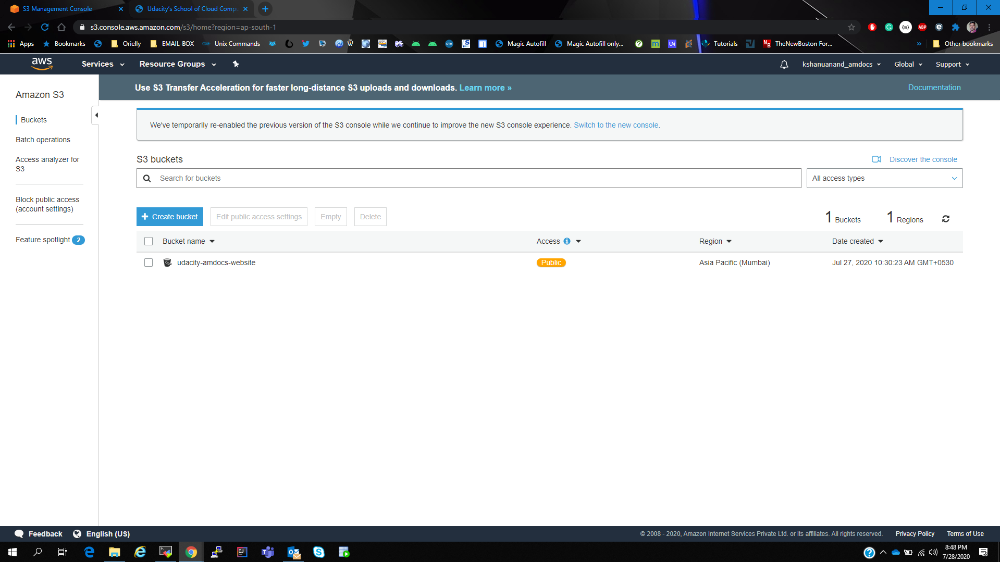 S3 Management Console
Udacity's School of Cloud Comp
s3.console.aws.amazon.com/s3/home?region=ap-south-1
Apps Bookmarks Orielly EMAIL-BOX Unix Commands Magic Autofill Magic Autofill only... Tutorials TheNewBoston For... » Other bookmarks
aws Services Resource Groups kshanuanand_amdocs Global Support
Amazon S3
Buckets
Batch operations
Access analyzer for
S3
Block public access
(account settings)
Feature spotlight 2
Use S3 Transfer Acceleration for faster long-distance S3 uploads and downloads. Learn more »
Documentation
We've temporarily re-enabled the previous version of the S3 console while we continue to improve the new S3 console experience. Switch to the new console.
S3 buckets
Discover the console
Search for buckets
All access types
Create bucket Edit public access settings Empty Delete
1 Buckets 1 Regions
Bucket name Access Region Date created
udacity-amdocs-website Public Asia Pacific (Mumbai) Jul 27, 2020 10:30:23 AM GMT+0530
Feedback English (US)
© 2008 - 2020, Amazon Internet Services Private Ltd. or its affiliates. All rights reserved. Privacy Policy Terms of Use
8:48 PM
7/28/2020